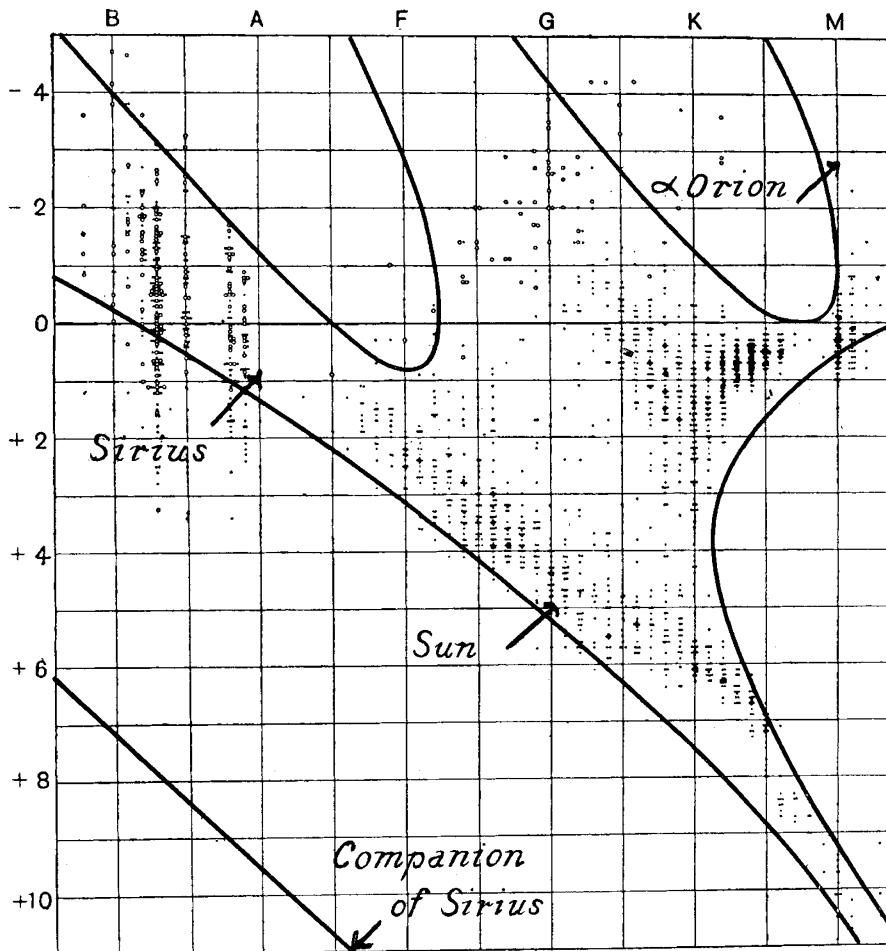 B A F G K M
- 4
α Orion
- 2
0
+ 2
Sirius
+ 4
Sun
+ 6
+ 8
Companion
of Sirius
+10